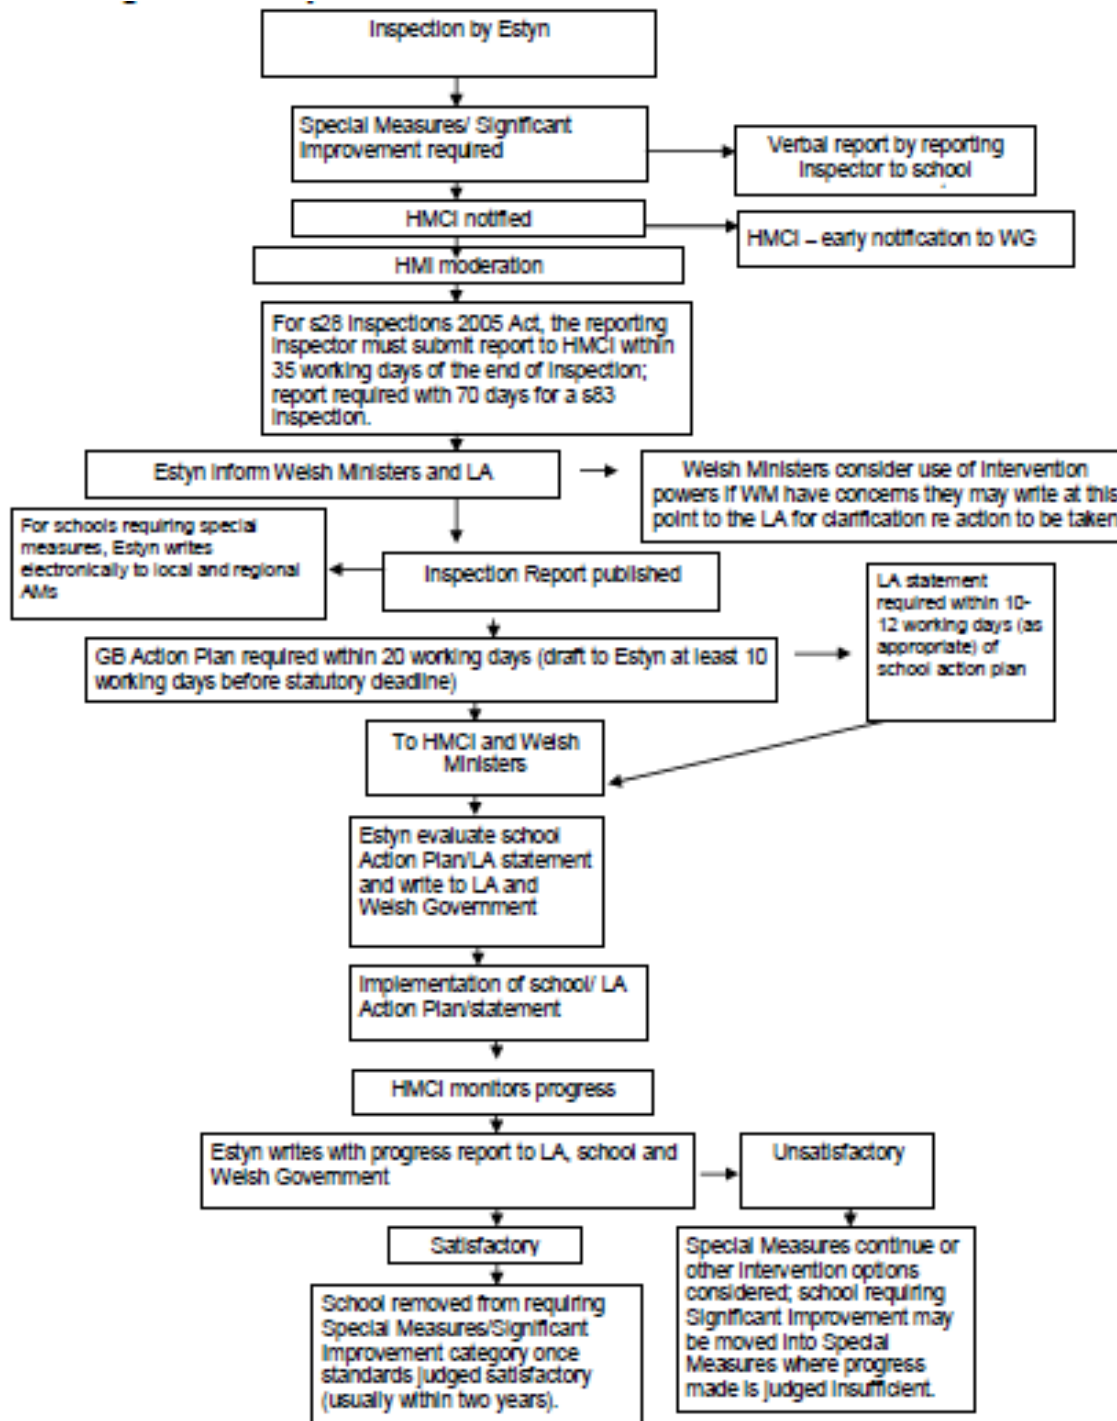 Inspection by Estyn
Special Measures/ Significant
Improvement required
Verbal report by reporting
Inspector to school
HMCI notified
HMCI – early notification to WG
HMI moderation
For s28 Inspections 2005 Act, the reporting
Inspector must submit report to HMCI within
35 working days of the end of Inspection;
report required with 70 days for a s83
Inspection.
Estyn Inform Welsh Ministers and LA
Welsh Ministers consider use of Intervention
powers If WM have concerns they may write at this
point to the LA for clarification re action to be taken
For schools requiring special
measures, Estyn writes
electronically to local and regional
AMs
Inspection Report published
LA statement
required within 10-
12 working days (as
appropriate) of
school action plan
GB Action Plan required within 20 working days (draft to Estyn at least 10
working days before statutory deadline)
To HMCI and Welsh
Ministers
Estyn evaluate school
Action Plan/LA statement
and write to LA and
Welsh Government
Implementation of school/ LA
Action Plan/statement
HMCI monitors progress
Estyn writes with progress report to LA, school and
Welsh Government
Unsatisfactory
Satisfactory
Special Measures continue or
other Intervention options
considered; school requiring
Significant Improvement may
be moved into Special
Measures where progress
made is judged insufficient.
School removed from requiring
Special Measures/Significant
Improvement category once
standards judged satisfactory
(usually within two years).